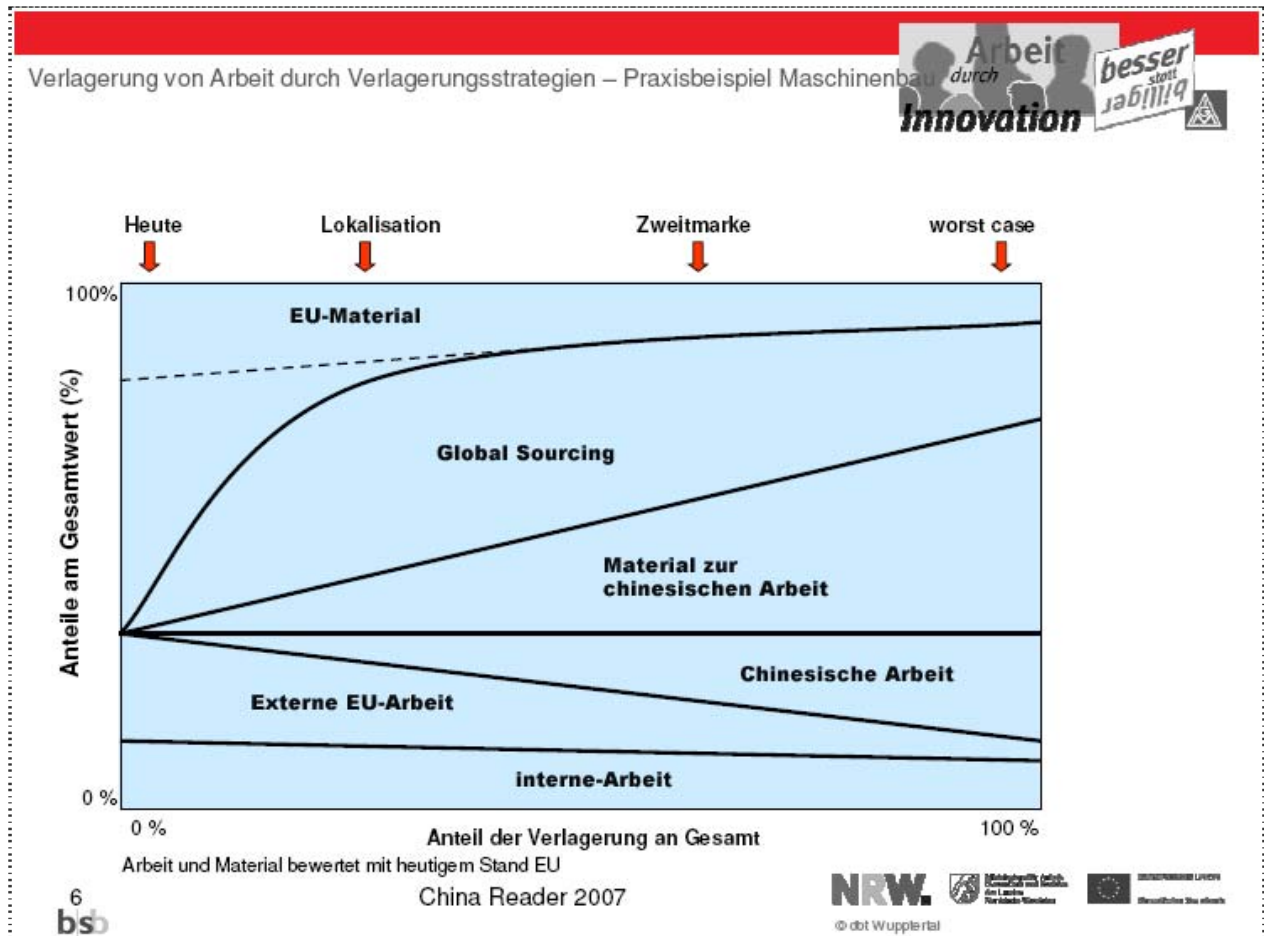 Arbeit
durch
Innovation
besser
statt
billiger
Verlagerung von Arbeit durch Verlagerungsstrategien – Praxisbeispiel Maschinenbau
Heute Lokalisation Zweitmarke worst case
100%
EU-Material
Global Sourcing
Material zur
chinesischen Arbeit
Chinesische Arbeit
Externe EU-Arbeit
interne-Arbeit
Anteile am Gesamtwert (%)
0 %
0 % Anteil der Verlagerung an Gesamt 100 %
Arbeit und Material bewertet mit heutigem Stand EU
6 China Reader 2007
bsb
NRW.
© dbt Wuppertal